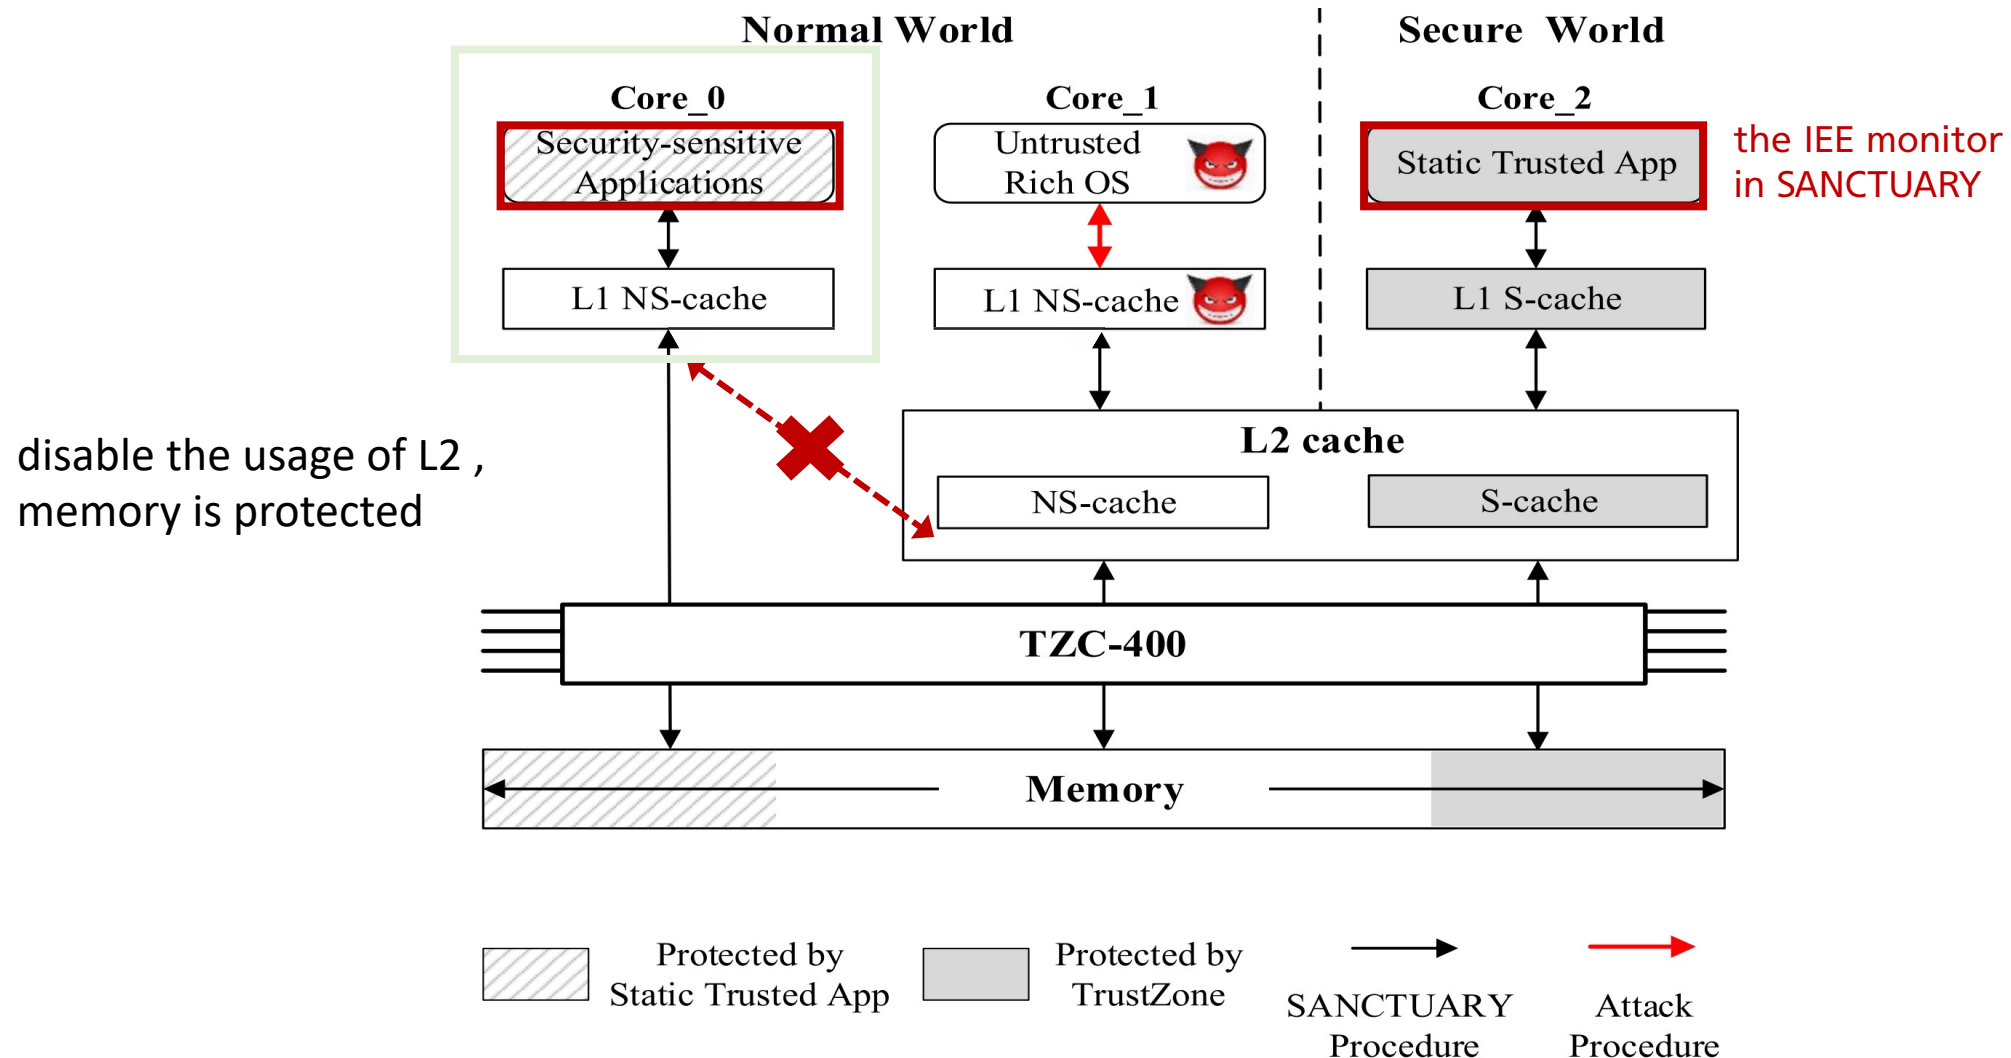 Normal World
Secure World
Core_0
Core_1
Core_2
Security-sensitive
Applications
Untrusted
Rich OS
Static Trusted App
the IEE monitor
in SANCTUARY
L1 NS-cache
L1 NS-cache
L1 S-cache
disable the usage of L2 ,
memory is protected
L2 cache
NS-cache
S-cache
TZC-400
Memory
Protected by
Static Trusted App
Protected by
TrustZone
SANCTUARY
Procedure
Attack
Procedure